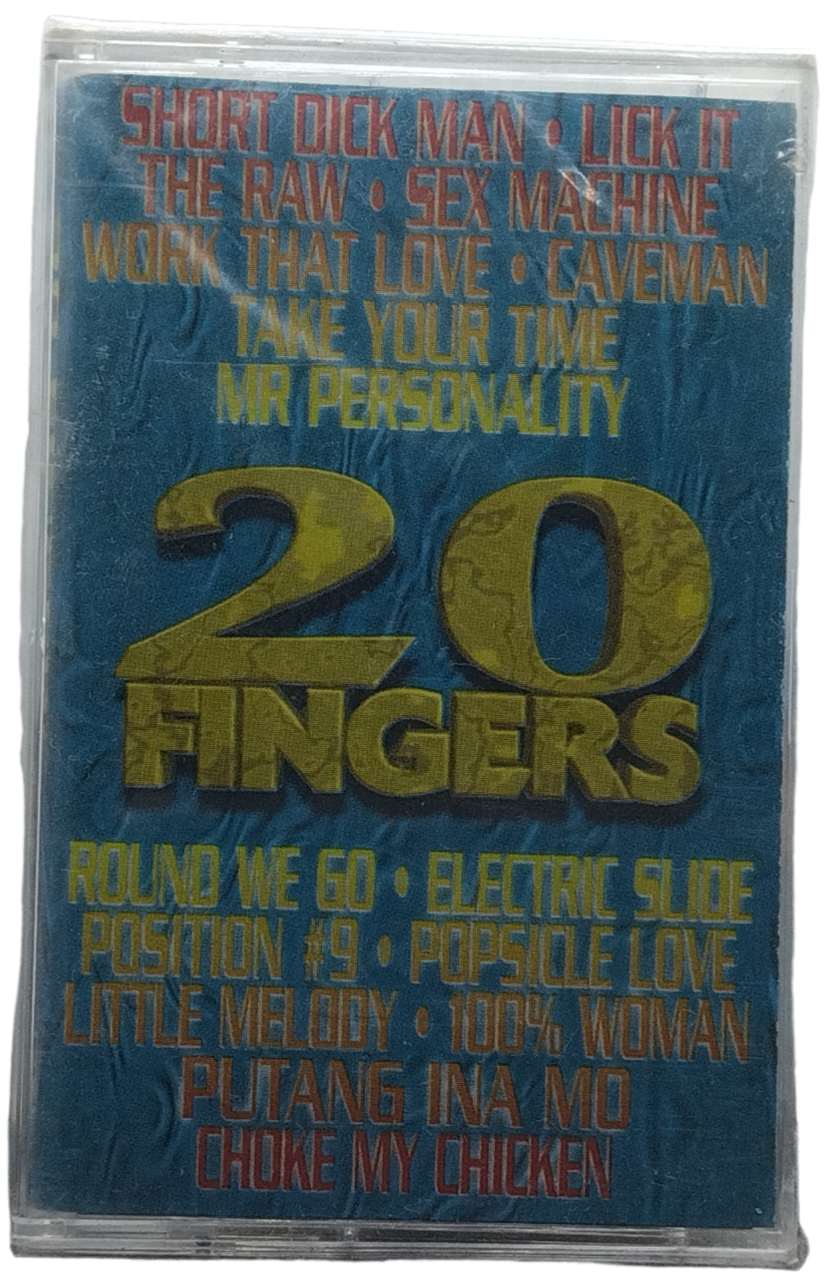 SHORT DICK MAN • LICK IT
THE RAW • SEX MACHINE
WORK THAT LOVE • CAVEMAN
TAKE YOUR TIME
MR PERSONALITY
20
FINGERS
ROUND WE GO • ELECTRIC SLIDE
POSITION #9 • POPSICLE LOVE
LITTLE MELODY • 100% WOMAN
PUTANG INA MO
CHOKE MY CHICKEN